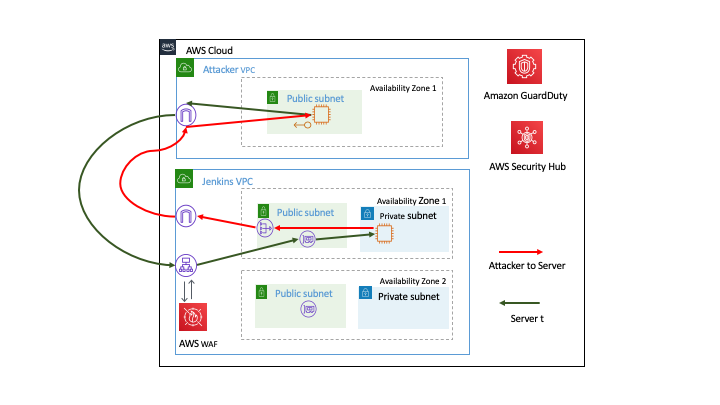 aws
AWS Cloud
Attacker VPC
Availability Zone 1
Public subnet
Amazon GuardDuty
AWS Security Hub
Jenkins VPC
Availability Zone 1
Public subnet
Private subnet
Attacker to Server
Availability Zone 2
Public subnet
Private subnet
Server t
AWS WAF